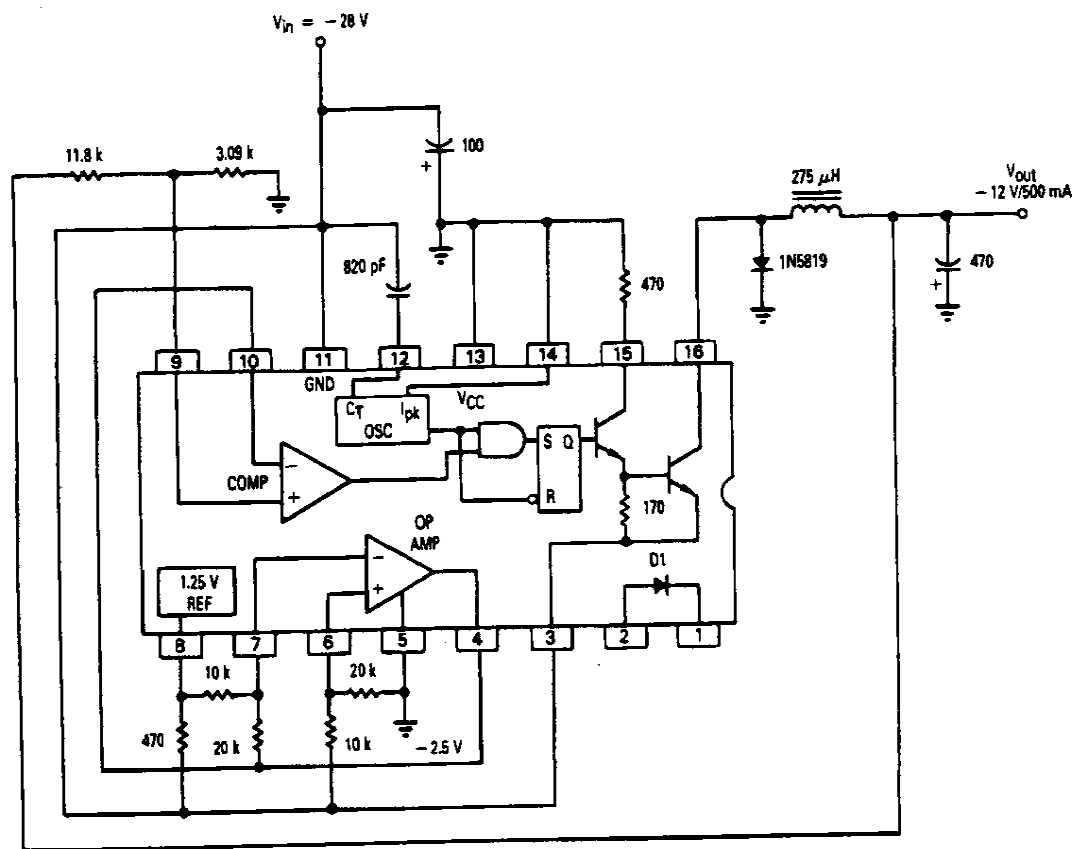 Vin = – 28 V
100
11.8 k
3.09 k
275 μH
Vout
– 12 V/500 mA
820 pF
470
1N5819
470
9
10
11
12
13
14
15
16
GND
CT
Ipk
VCC
OSC
S
Q
R
COMP
–
+
170
OP
AMP
–
+
D1
1.25 V
REF
8
7
6
5
4
3
2
1
10 k
20 k
470
20 k
10 k
– 2.5 V